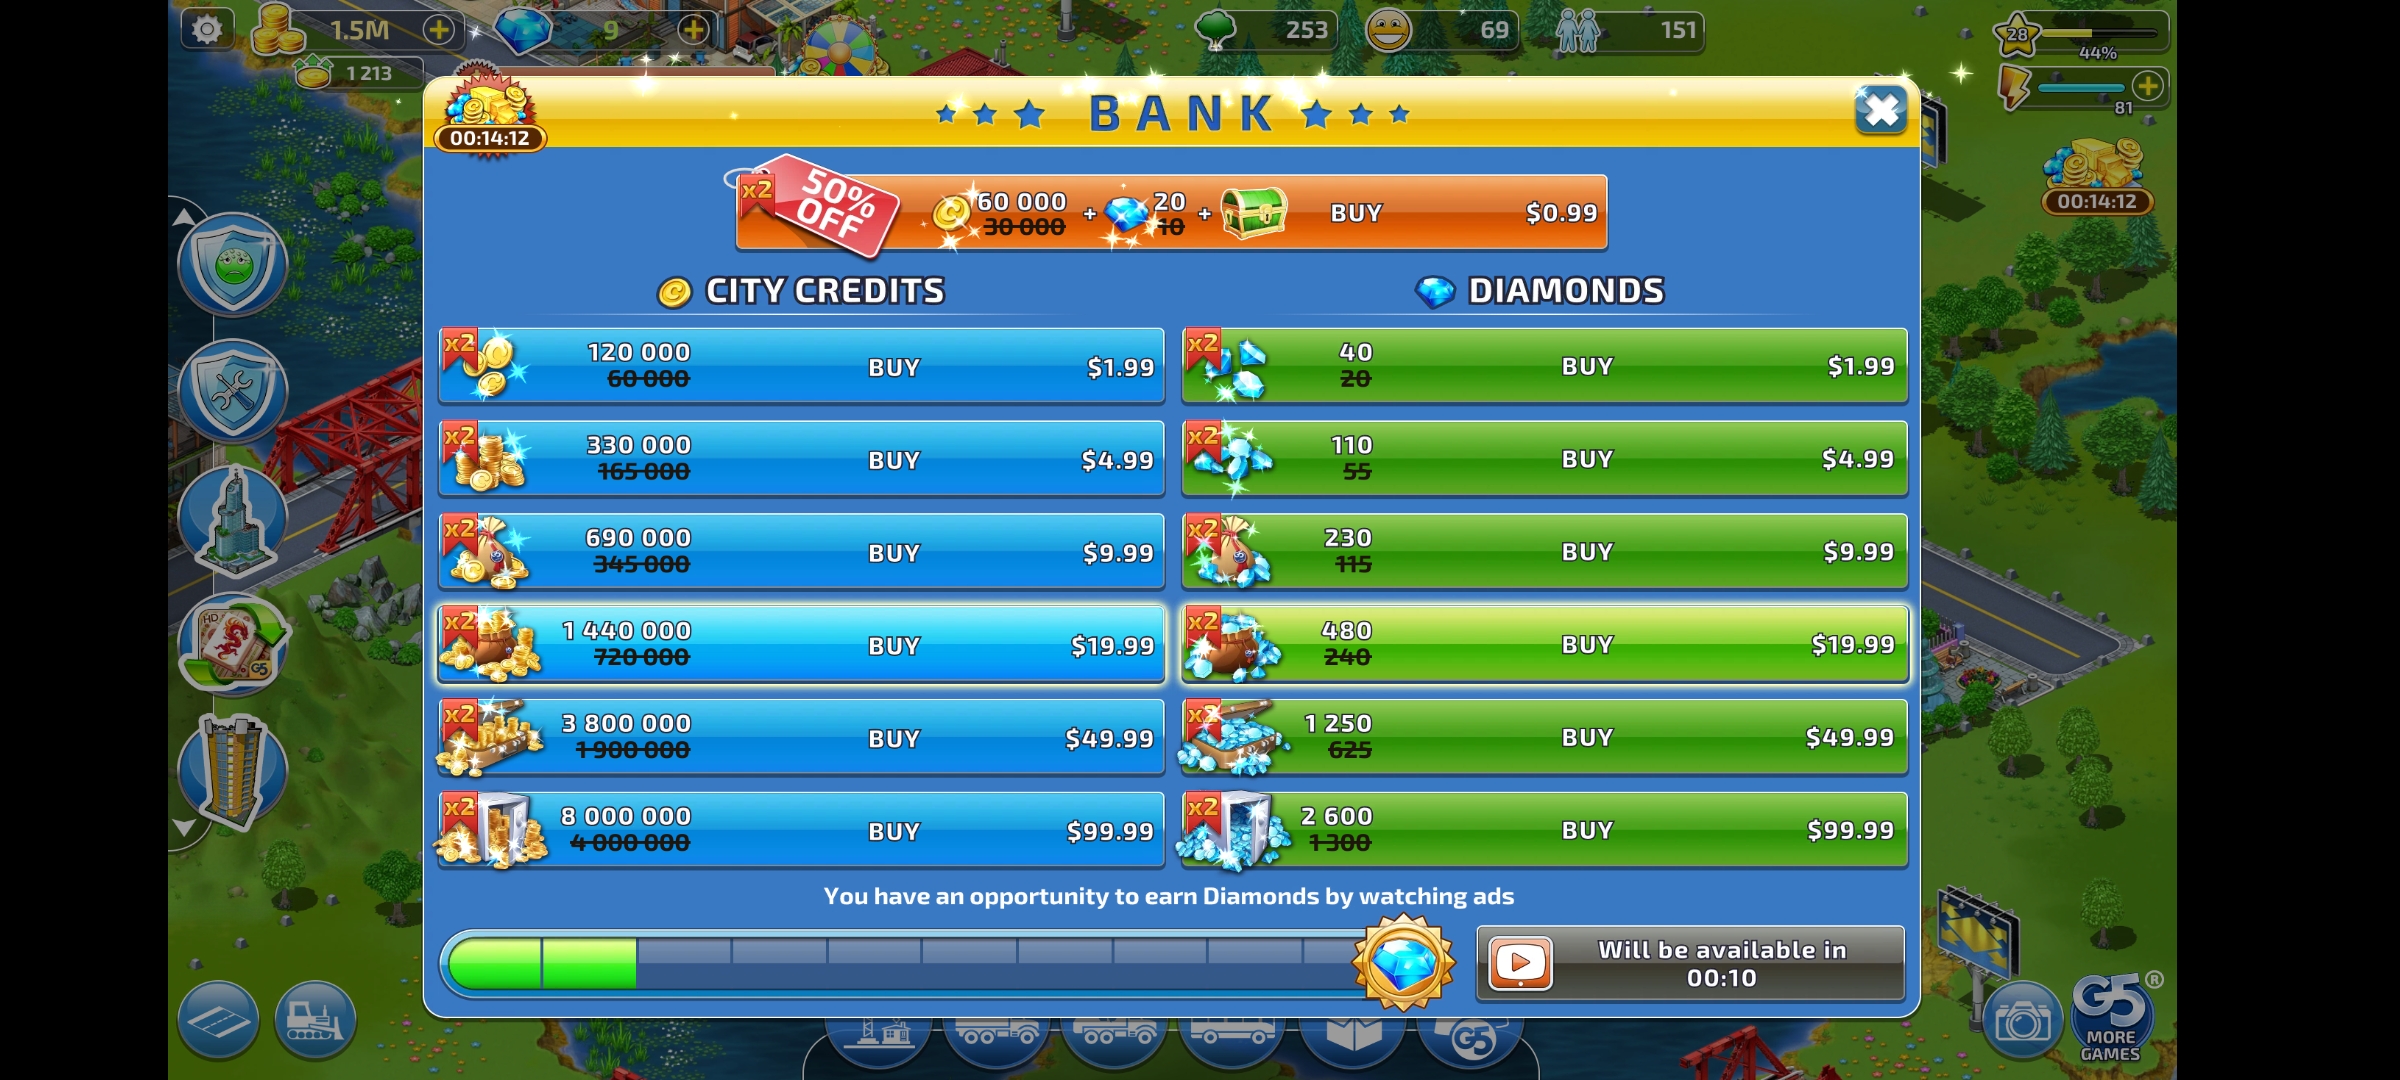 1.5M
9
253
69
151
28
44%
1 213
81
00:14:12
BANK
00:14:12
x2
50%
OFF
60 000
30 000
+
20
10
+
BUY
$0.99
CITY CREDITS
DIAMONDS
x2
120 000
60 000
BUY
$1.99
x2
40
20
BUY
$1.99
x2
330 000
165 000
BUY
$4.99
x2
110
55
BUY
$4.99
x2
690 000
345 000
BUY
$9.99
x2
230
115
BUY
$9.99
x2
1 440 000
720 000
BUY
$19.99
x2
480
240
BUY
$19.99
x2
3 800 000
1 900 000
BUY
$49.99
x2
1 250
625
BUY
$49.99
x2
8 000 000
4 000 000
BUY
$99.99
x2
2 600
1 300
BUY
$99.99
You have an opportunity to earn Diamonds by watching ads
Will be available in
00:10
HD
G5
G5
G5®
MORE
GAMES